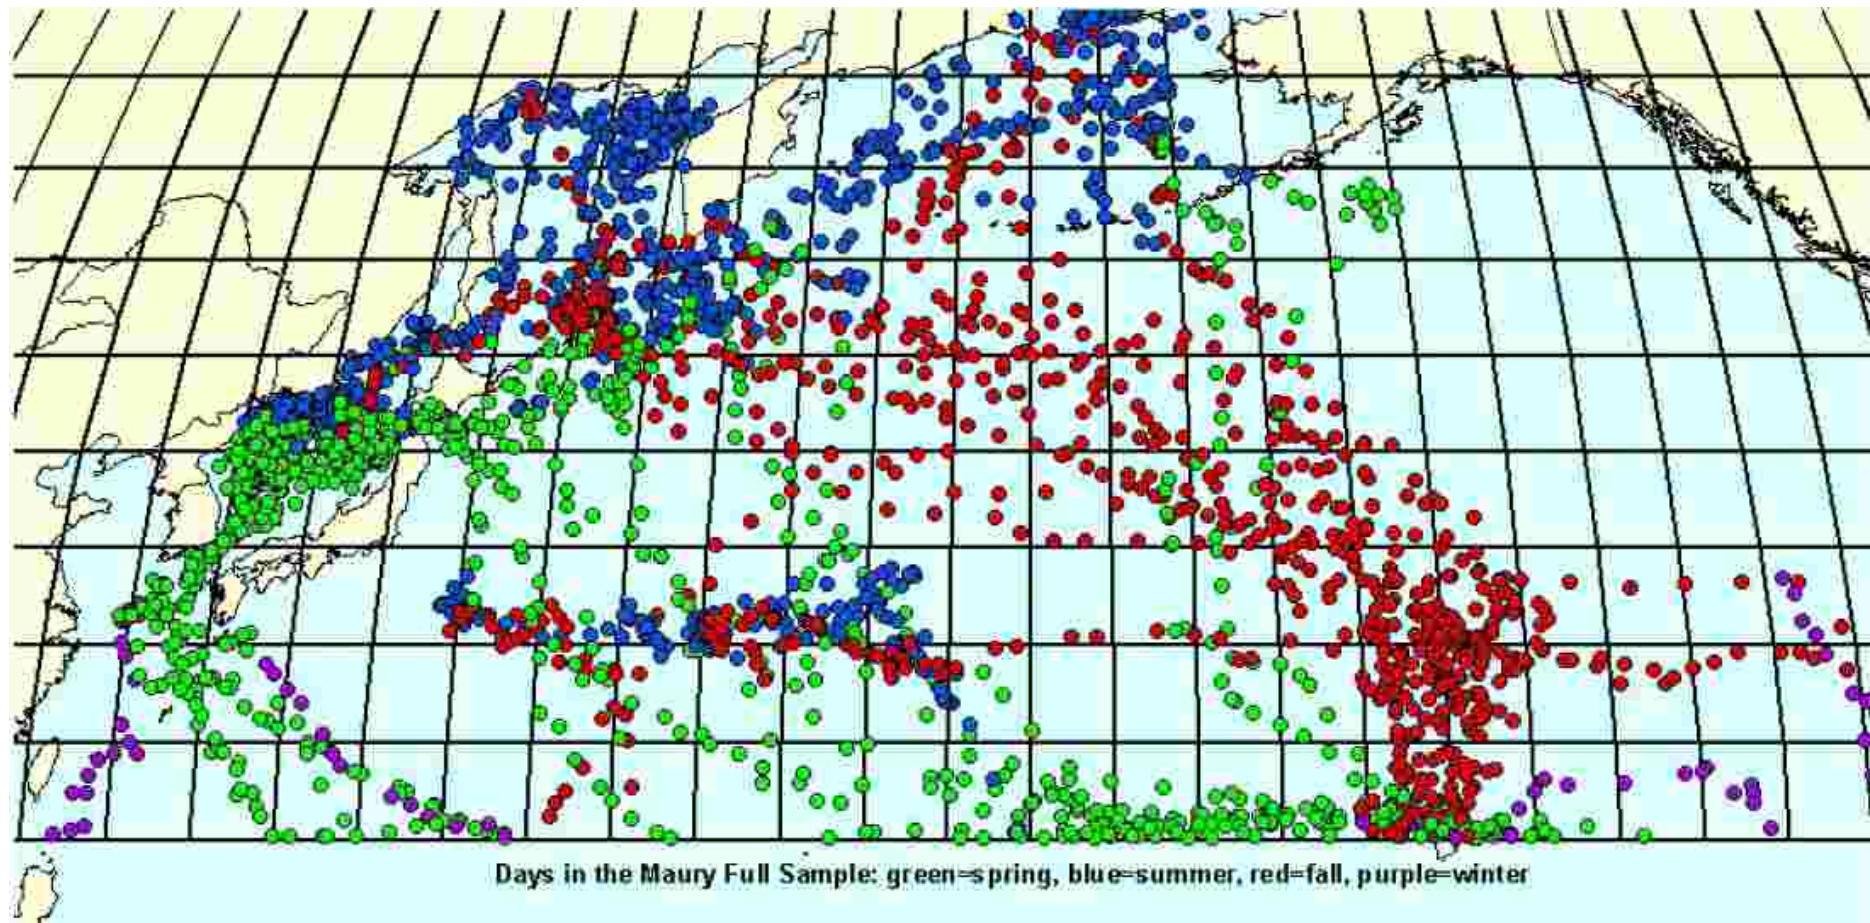 Days in the Maury Full Sample: green=spring, blue=summer, red=fall, purple=winter